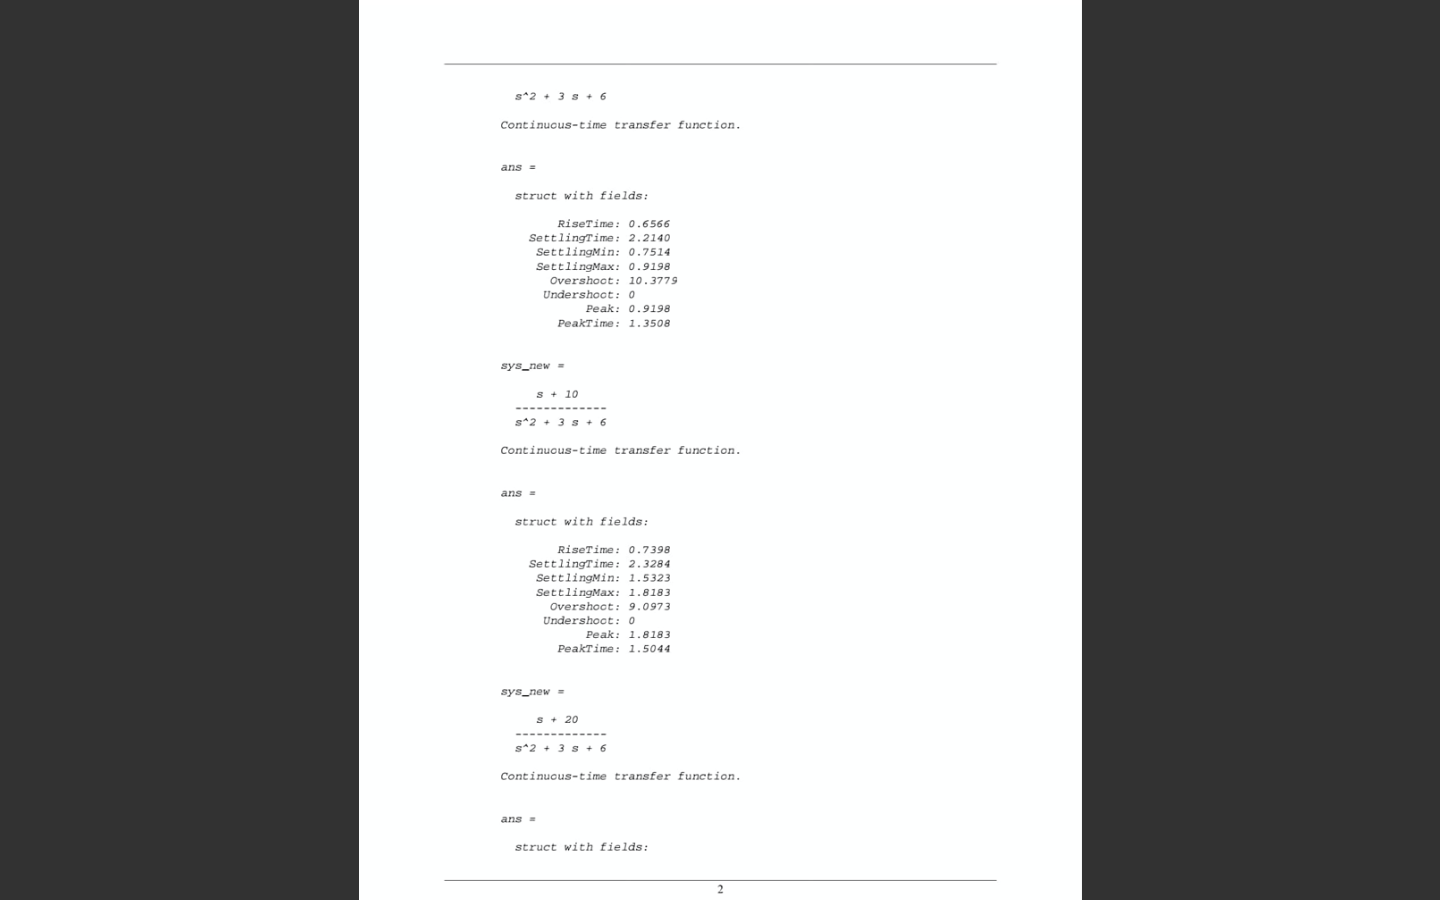 s^2 + 3 s + 6
Continuous-time transfer function.
ans =
struct with fields:
RiseTime: 0.6566
SettlingTime: 2.2140
SettlingMin: 0.7514
SettlingMax: 0.9198
Overshoot: 10.3779
Undershoot: 0
Peak: 0.9198
PeakTime: 1.3508
sys_new =
s + 10
-------------
s^2 + 3 s + 6
Continuous-time transfer function.
ans =
struct with fields:
RiseTime: 0.7398
SettlingTime: 2.3284
SettlingMin: 1.5323
SettlingMax: 1.8183
Overshoot: 9.0973
Undershoot: 0
Peak: 1.8183
PeakTime: 1.5044
sys_new =
s + 20
-------------
s^2 + 3 s + 6
Continuous-time transfer function.
ans =
struct with fields:
2